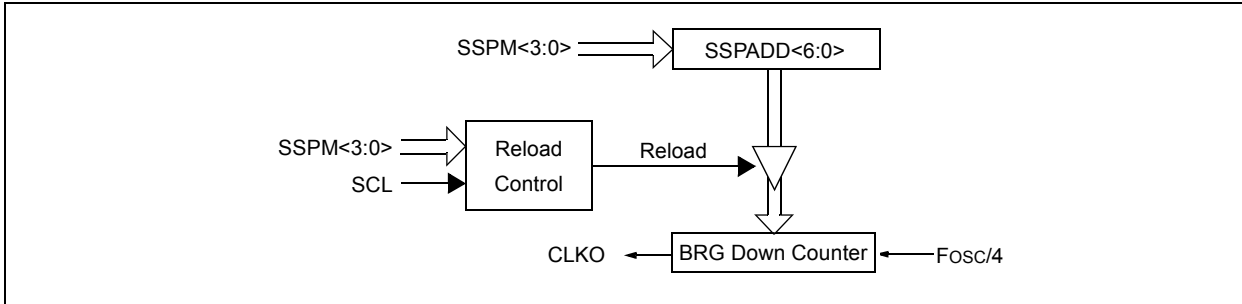 SSPM<3:0>
SSPADD<6:0>
SSPM<3:0>
SCL
Reload
Control
Reload
CLKO
BRG Down Counter
FOSC/4